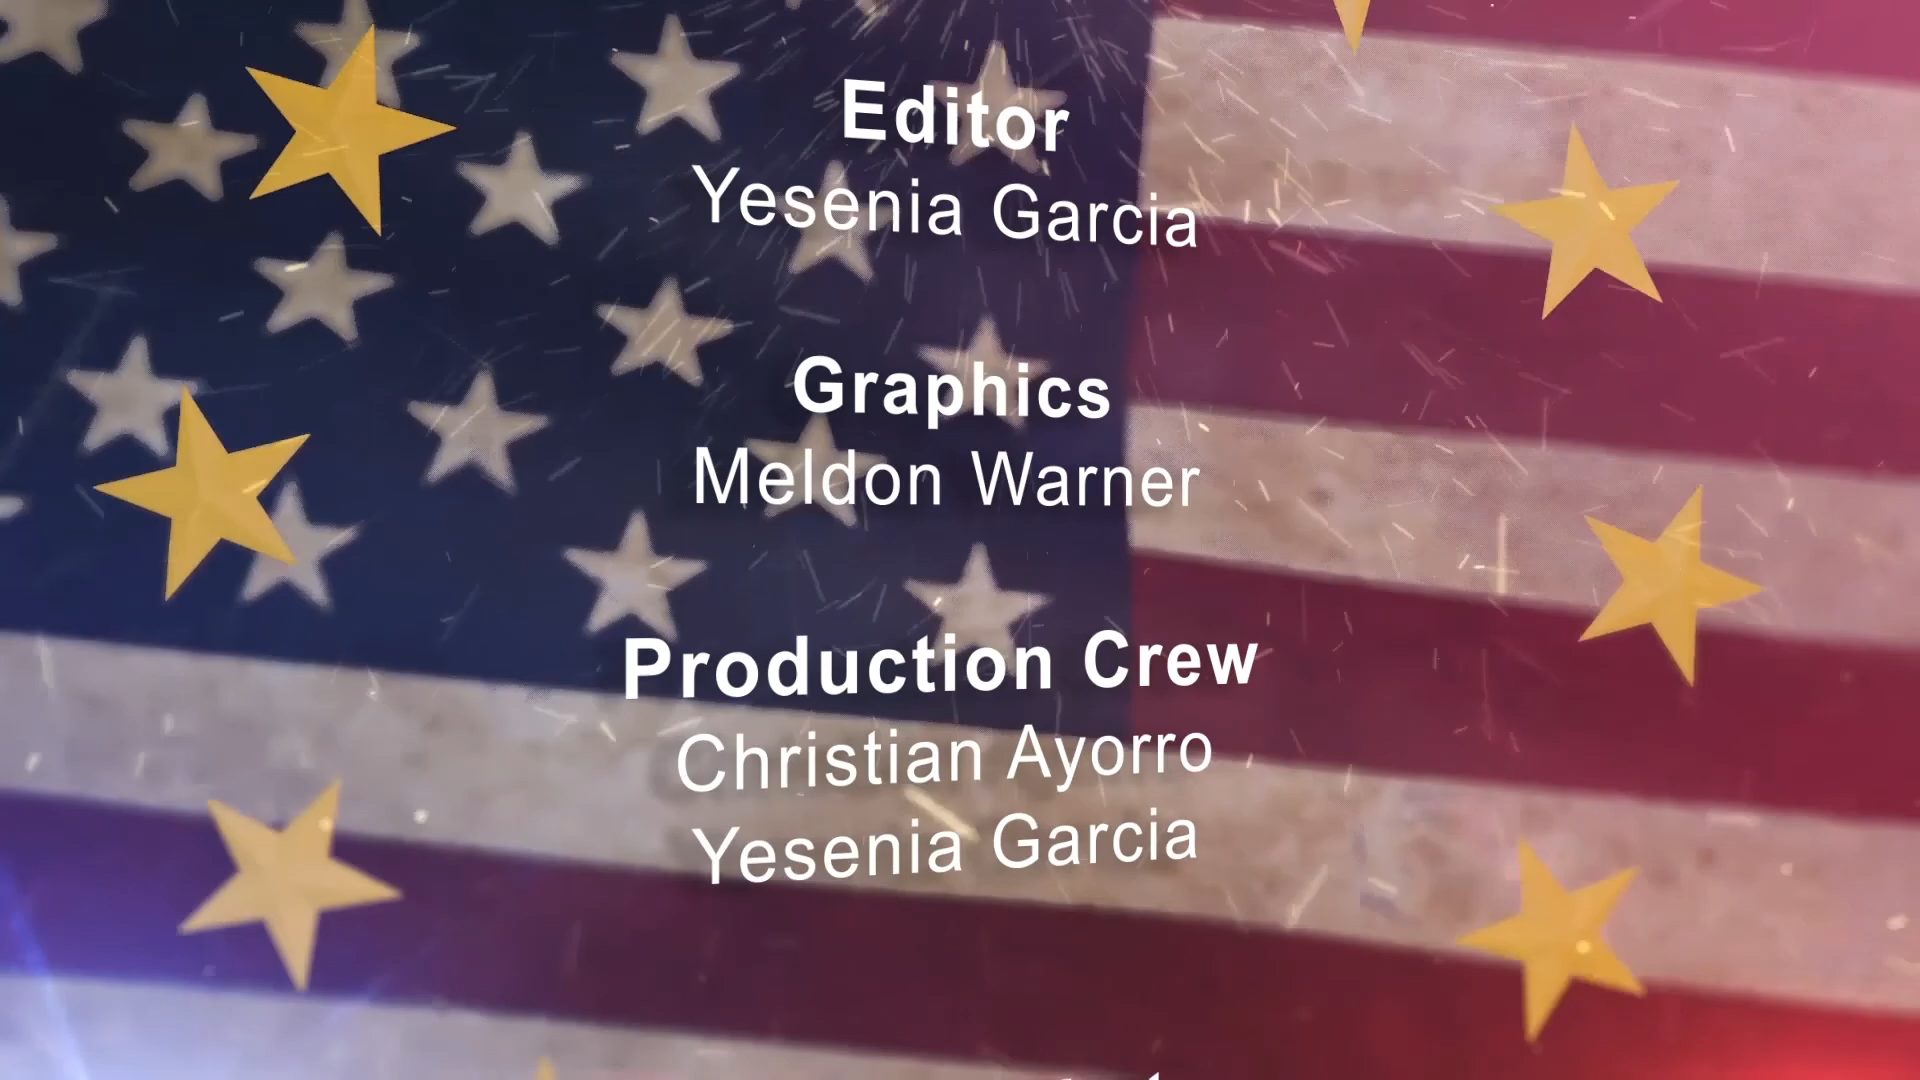 Editor
Yesenia Garcia
Graphics
Meldon Warner
Production Crew
Christian Ayorro
Yesenia Garcia